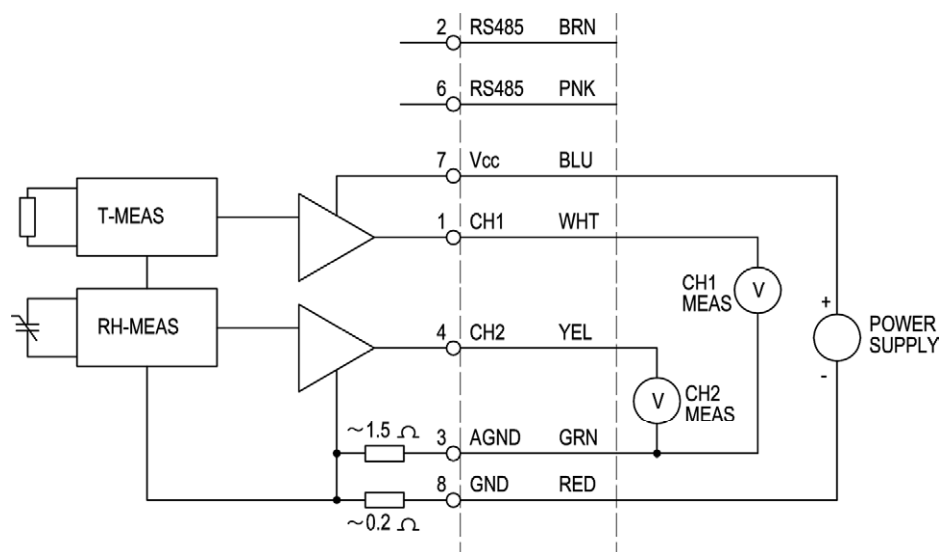 2 RS485 BRN
6 RS485 PNK
7 Vcc BLU
T-MEAS
1 CH1 WHT
CH1
MEAS
V
RH-MEAS
+
POWER
SUPPLY
-
4 CH2 YEL
CH2
MEAS
V
~1.5 Ω
3 AGND GRN
8 GND RED
~0.2 Ω